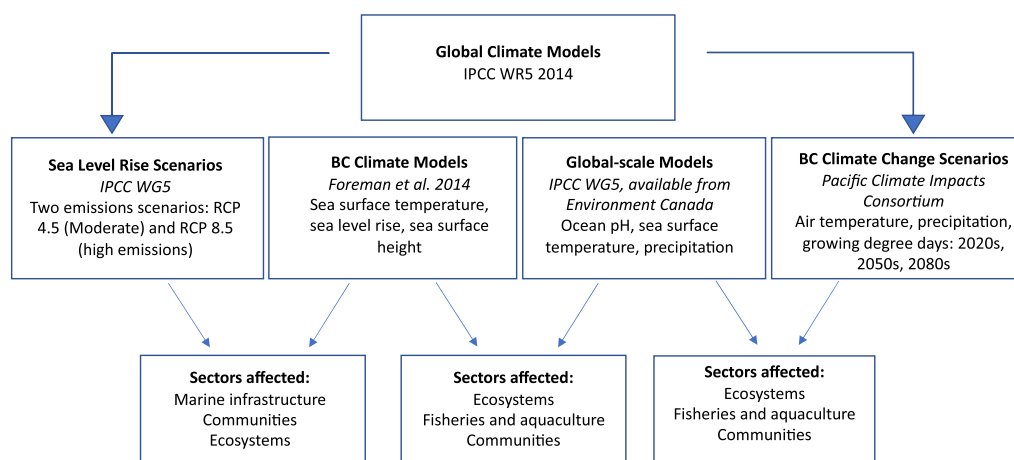 Global Climate Models
IPCC WR5 2014
Sea Level Rise Scenarios
IPCC WG5
Two emissions scenarios: RCP
4.5 (Moderate) and RCP 8.5
(high emissions)
BC Climate Models
Foreman et al. 2014
Sea surface temperature,
sea level rise, sea surface
height
Global-scale Models
IPCC WG5, available from
Environment Canada
Ocean pH, sea surface
temperature, precipitation
BC Climate Change Scenarios
Pacific Climate Impacts
Consortium
Air temperature, precipitation,
growing degree days: 2020s,
2050s, 2080s
Sectors affected:
Marine infrastructure
Communities
Ecosystems
Sectors affected:
Ecosystems
Fisheries and aquaculture
Communities
Sectors affected:
Ecosystems
Fisheries and aquaculture
Communities